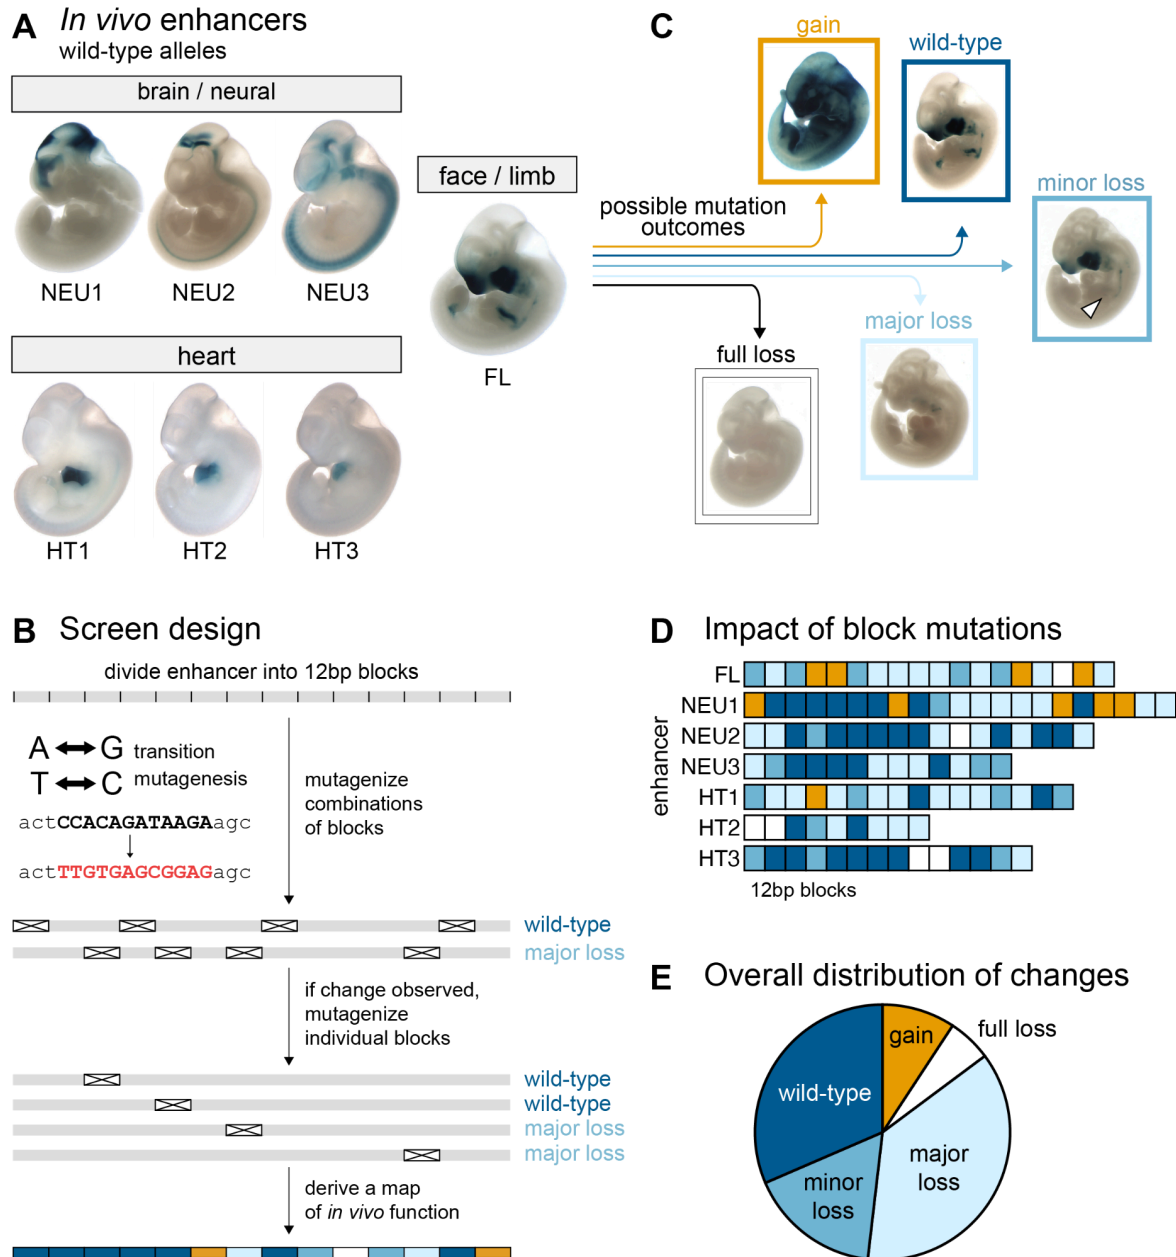 A In vivo enhancers
wild-type alleles
brain / neural
NEU1 NEU2 NEU3
face / limb
FL
heart
HT1 HT2 HT3
C
gain
wild-type
minor loss
possible mutation
outcomes
major loss
full loss
B Screen design
divide enhancer into 12bp blocks
A G transition
T C mutagenesis
actCCACAGATAAGAagc
actTTGTGAGCGGAGagc
mutagenize
combinations
of blocks
wild-type
major loss
if change observed,
mutagenize
individual blocks
wild-type
wild-type
major loss
major loss
derive a map
of in vivo function
D Impact of block mutations
enhancer
FL
NEU1
NEU2
NEU3
HT1
HT2
HT3
12bp blocks
E Overall distribution of changes
gain
full loss
wild-type
major
loss
minor
loss